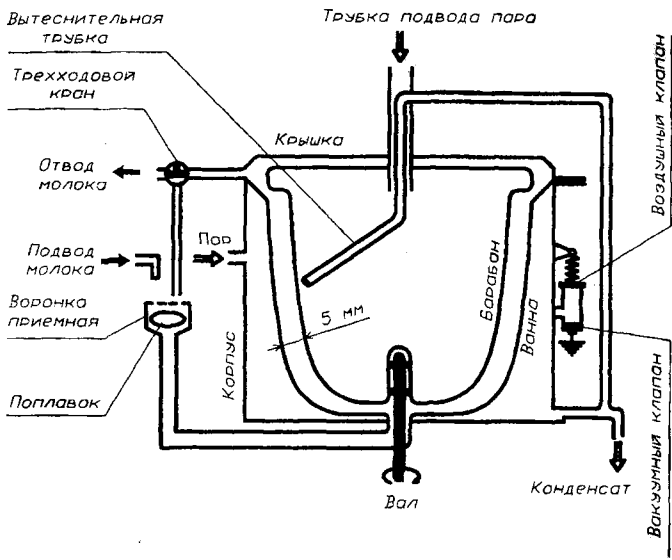 Вытеснительная
трубка
Трубка подвода пара
Трехходовой
кран
Крышка
Воздушный клапан
Отвод
молока
Подвод
молока
Пар
Воронка
приемная
5 мм
Барабан
Ванна
Корпус
Поплавок
Вал
Конденсат
Вакуумный клапан